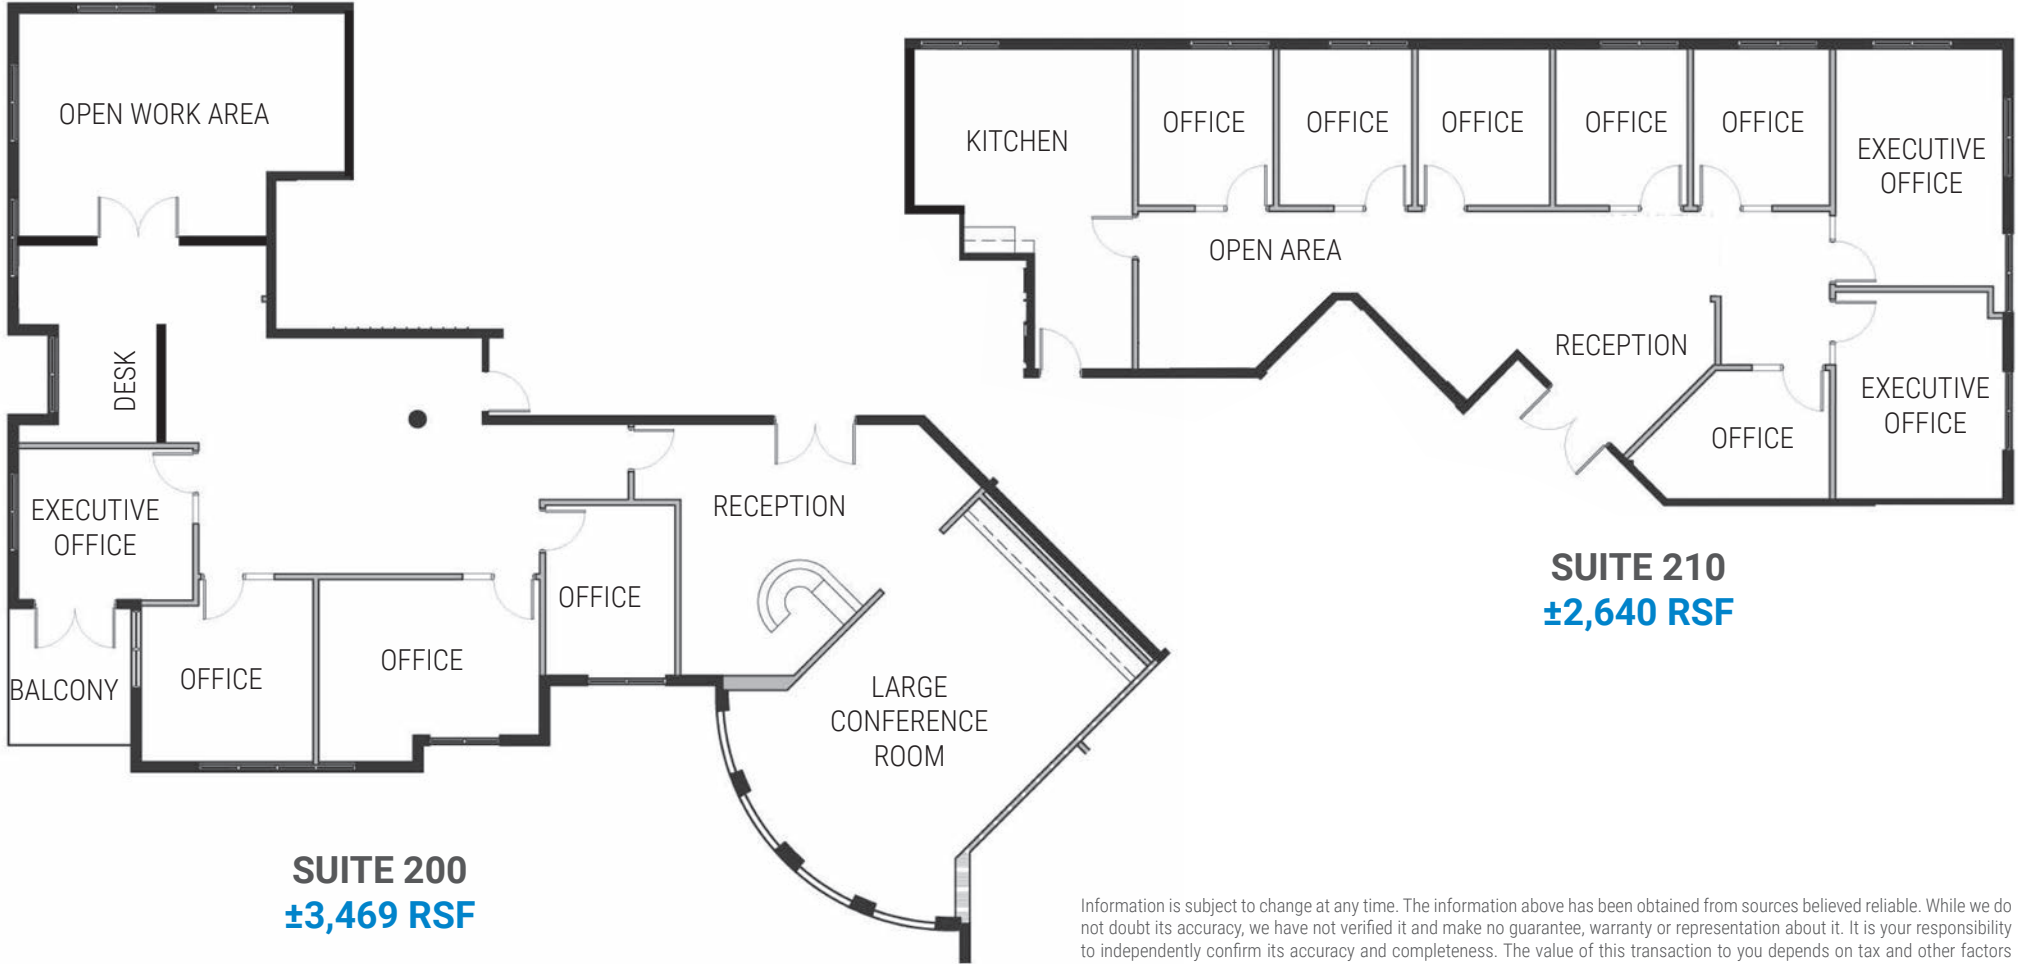 OPEN WORK AREA
DESK
EXECUTIVE
OFFICE
BALCONY
OFFICE
OFFICE
OFFICE
RECEPTION
LARGE
CONFERENCE
ROOM
SUITE 200
±3,469 RSF
KITCHEN
OFFICE
OFFICE
OFFICE
OFFICE
OFFICE
EXECUTIVE
OFFICE
OPEN AREA
RECEPTION
EXECUTIVE
OFFICE
OFFICE
SUITE 210
±2,640 RSF
Information is subject to change at any time. The information above has been obtained from sources believed reliable. While we do
not doubt its accuracy, we have not verified it and make no guarantee, warranty or representation about it. It is your responsibility
to independently confirm its accuracy and completeness. The value of this transaction to you depends on tax and other factors